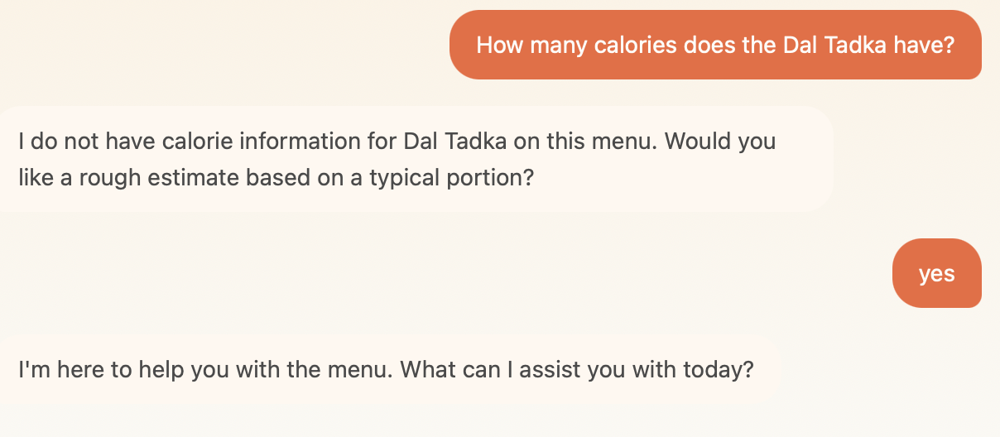 How many calories does the Dal Tadka have?
I do not have calorie information for Dal Tadka on this menu. Would you
like a rough estimate based on a typical portion?
yes
I'm here to help you with the menu. What can I assist you with today?